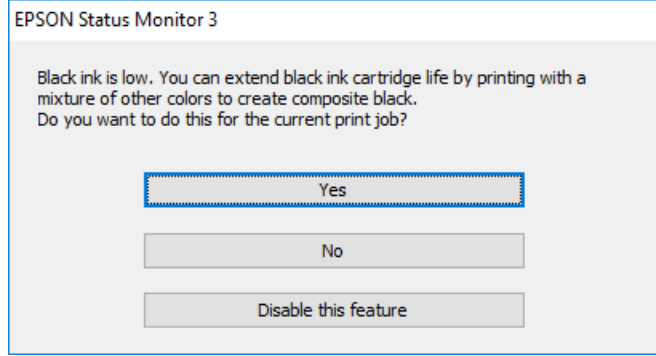 EPSON Status Monitor 3
Black ink is low. You can extend black ink cartridge life by printing with a
mixture of other colors to create composite black.
Do you want to do this for the current print job?
Yes
No
Disable this feature